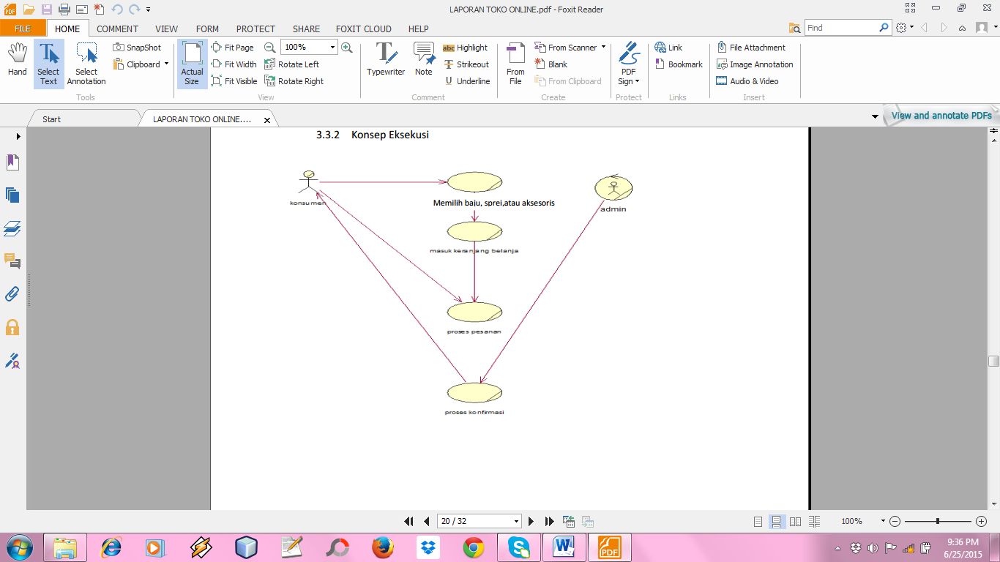 LAPORAN TOKO ONLINE.pdf - Foxit Reader
FILE HOME COMMENT VIEW FORM PROTECT SHARE FOXIT CLOUD HELP Find
Hand
Select Text
Select Annotation
SnapShot
Clipboard
Tools
Actual Size
Fit Page
Fit Width
Fit Visible
100%
Rotate Left
Rotate Right
View
Typewriter
Note
abc Highlight
Strikeout
Underline
Comment
From File
From Scanner
Blank
From Clipboard
Create
PDF Sign
Protect
Link
Bookmark
Links
File Attachment
Image Annotation
Audio & Video
Insert
Start
LAPORAN TOKO ONLINE....
View and annotate PDFs
3.3.2 Konsep Eksekusi
konsumen
Memilih baju, sprei,atau aksesoris
admin
masuk keranjang belanja
proses pesanan
proses konfirmasi
20 / 32
100%
9:36 PM
6/25/2015